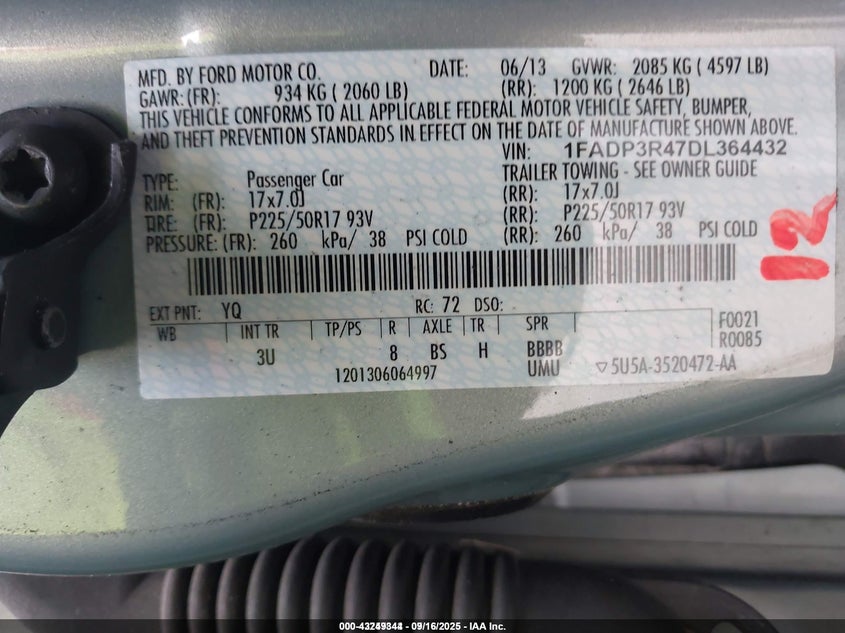 MFD. BY FORD MOTOR CO. DATE: 06/13 GVWR: 2085 KG ( 4597 LB)
GAWR: (FR): 934 KG ( 2060 LB) (RR): 1200 KG ( 2646 LB)
THIS VEHICLE CONFORMS TO ALL APPLICABLE FEDERAL MOTOR VEHICLE SAFETY, BUMPER,
AND THEFT PREVENTION STANDARDS IN EFFECT ON THE DATE OF MANUFACTURE SHOWN ABOVE.
VIN: 1FADP3R47DL364432
TRAILER TOWING - SEE OWNER GUIDE
TYPE: Passenger Car
RIM: (FR): 17x7.0J (RR): 17x7.0J
TIRE: (FR): P225/50R17 93V (RR): P225/50R17 93V
PRESSURE: (FR): 260 kPa/ 38 PSI COLD (RR): 260 kPa/ 38 PSI COLD
12
EXT PNT: YQ RC: 72 DSO:
WB INT TR TP/PS R AXLE TR SPR F0021
3U 8 BS H BBBB R0085
1201306064997 UMU ▽5U5A-3520472-AA
09/16/2025 - IAA Inc.